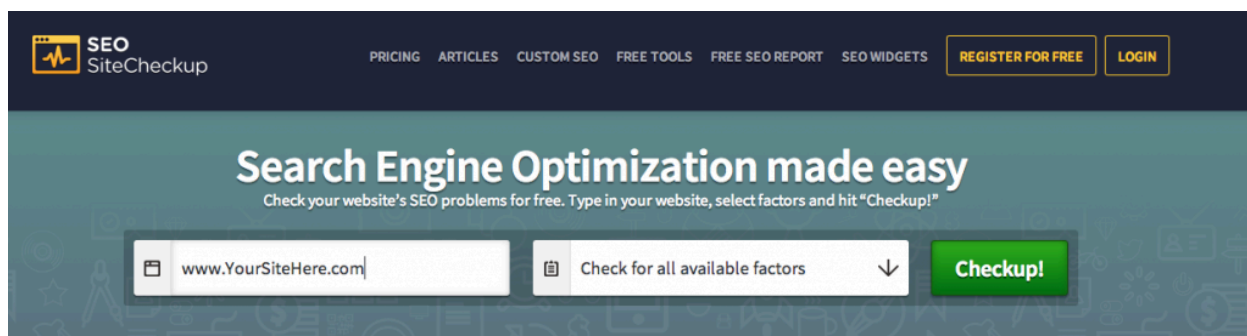 SEO
SiteCheckup
PRICING ARTICLES CUSTOM SEO FREE TOOLS FREE SEO REPORT SEO WIDGETS REGISTER FOR FREE LOGIN
Search Engine Optimization made easy
Check your website's SEO problems for free. Type in your website, select factors and hit “Checkup!”
www.YourSiteHere.com Check for all available factors Checkup!